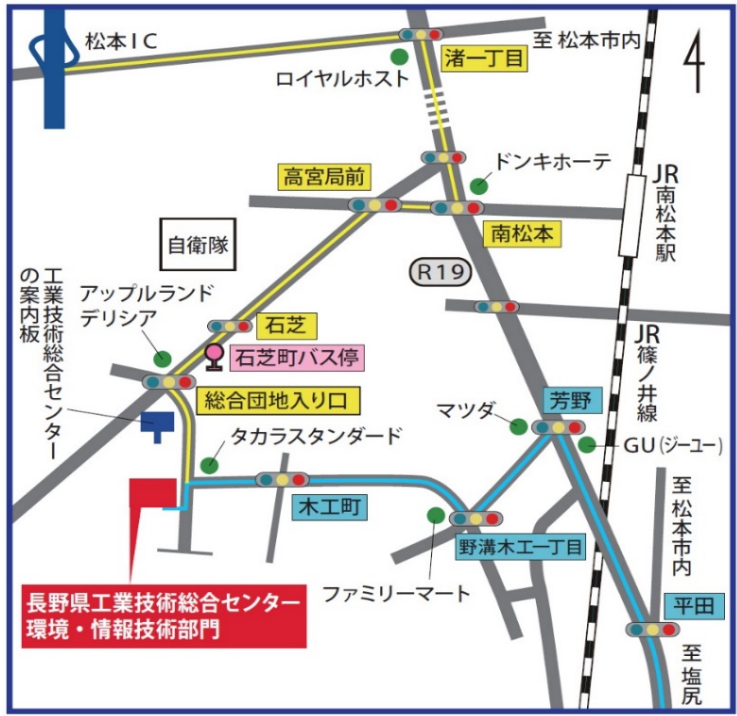 松本IC
渚一丁目
至 松本市内
ロイヤルホスト
高宮局前
ドンキホーテ
JR
南松本駅
自衛隊
南松本
R19
工業技術総合センター
の案内板
アップルランド
デリシア
石芝
石芝町バス停
JR
篠ノ井線
総合団地入り口
芳野
マツダ
タカラスタンダード
GU(ジーユー)
木工町
至 松本市内
野溝木工一丁目
ファミリーマート
長野県工業技術総合センター
環境・情報技術部門
平田
至 塩尻